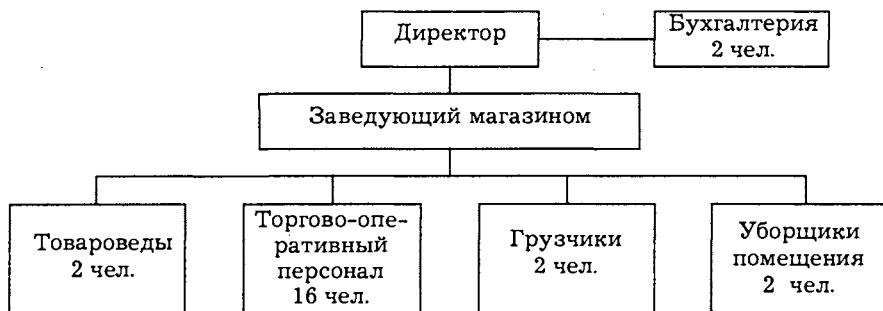 Директор
Бухгалтерия
2 чел.
Заведующий магазином
Товароведы
2 чел.
Торгово-опе-
ративный
персонал
16 чел.
Грузчики
2 чел.
Уборщики
помещения
2 чел.